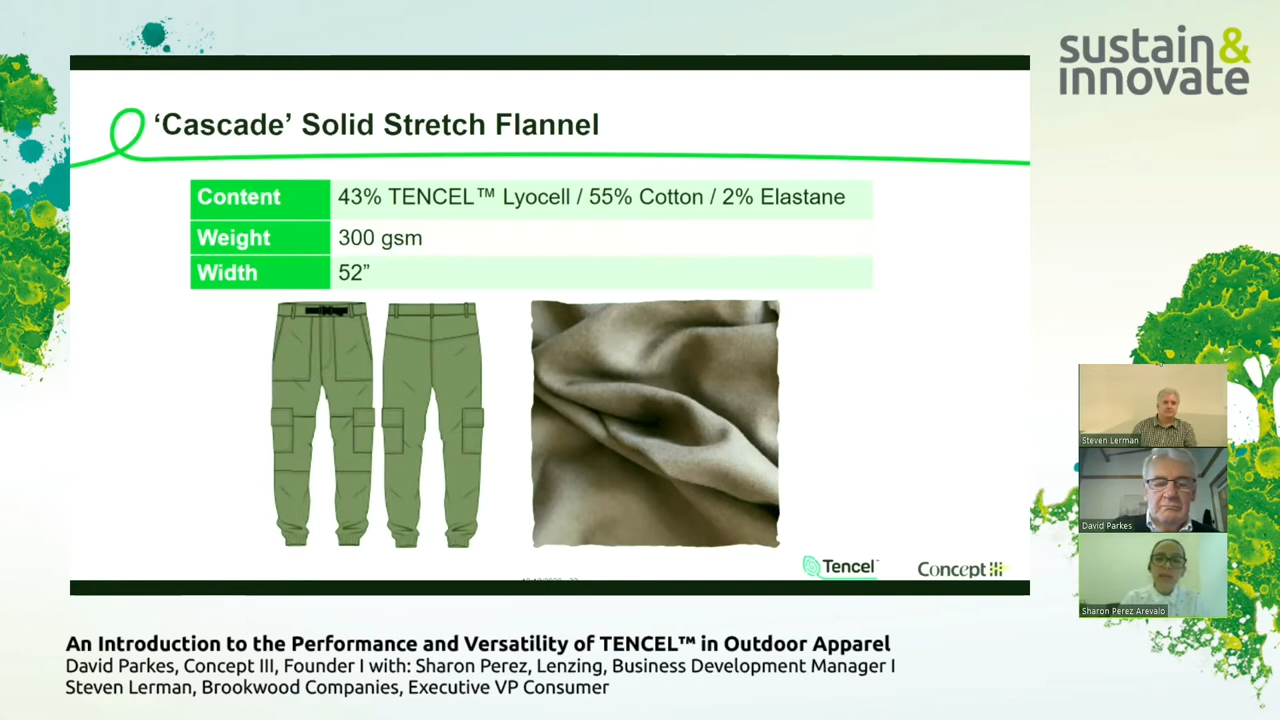 sustain&
innovate
‘Cascade’ Solid Stretch Flannel
Content 43% TENCEL™ Lyocell / 55% Cotton / 2% Elastane
Weight 300 gsm
Width 52”
Steven Lerman
David Parkes
Sharon Perez Arevalo
Tencel™
Concept III
An Introduction to the Performance and Versatility of TENCEL™ in Outdoor Apparel
David Parkes, Concept III, Founder I with: Sharon Perez, Lenzing, Business Development Manager I
Steven Lerman, Brookwood Companies, Executive VP Consumer